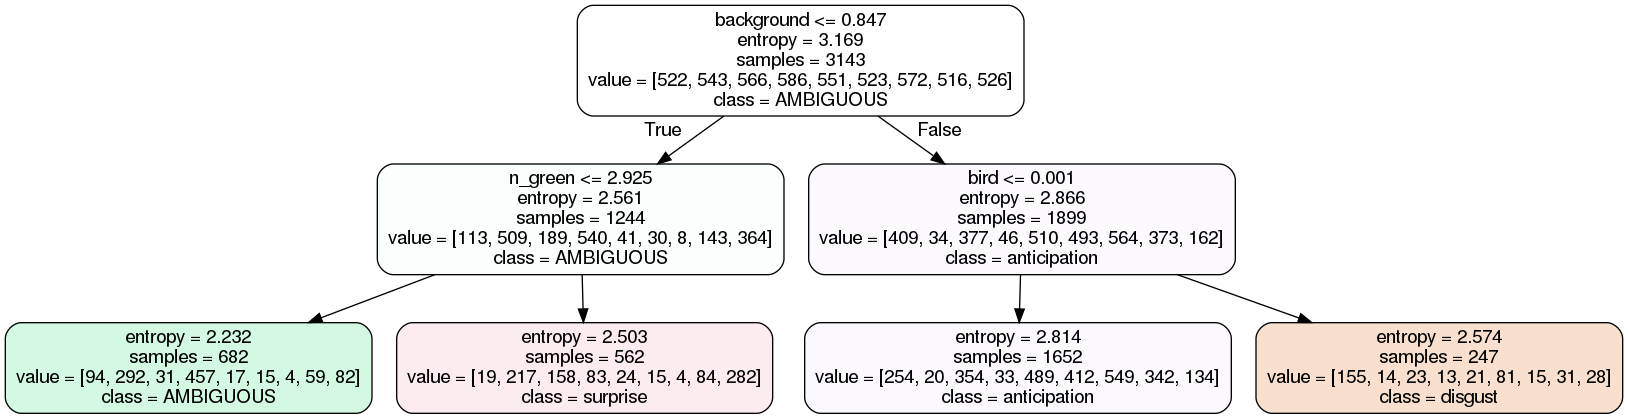 background <= 0.847
entropy = 3.169
samples = 3143
value = [522, 543, 566, 586, 551, 523, 572, 516, 526]
class = AMBIGUOUS
True
False
n_green <= 2.925
entropy = 2.561
samples = 1244
value = [113, 509, 189, 540, 41, 30, 8, 143, 364]
class = AMBIGUOUS
bird <= 0.001
entropy = 2.866
samples = 1899
value = [409, 34, 377, 46, 510, 493, 564, 373, 162]
class = anticipation
entropy = 2.232
samples = 682
value = [94, 292, 31, 457, 17, 15, 4, 59, 82]
class = AMBIGUOUS
entropy = 2.503
samples = 562
value = [19, 217, 158, 83, 24, 15, 4, 84, 282]
class = surprise
entropy = 2.814
samples = 1652
value = [254, 20, 354, 33, 489, 412, 549, 342, 134]
class = anticipation
entropy = 2.574
samples = 247
value = [155, 14, 23, 13, 21, 81, 15, 31, 28]
class = disgust